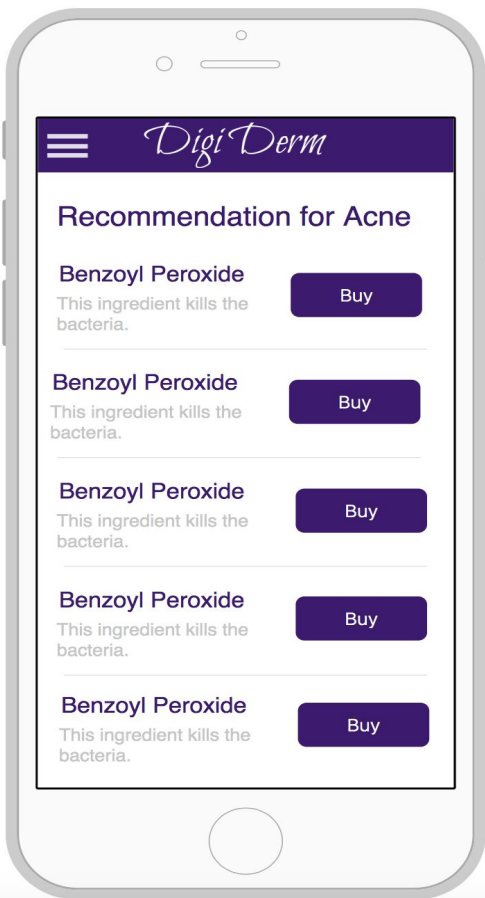 Digi Derm
Recommendation for Acne
Benzoyl Peroxide
This ingredient kills the
bacteria.
Buy
Benzoyl Peroxide
This ingredient kills the
bacteria.
Buy
Benzoyl Peroxide
This ingredient kills the
bacteria.
Buy
Benzoyl Peroxide
This ingredient kills the
bacteria.
Buy
Benzoyl Peroxide
This ingredient kills the
bacteria.
Buy